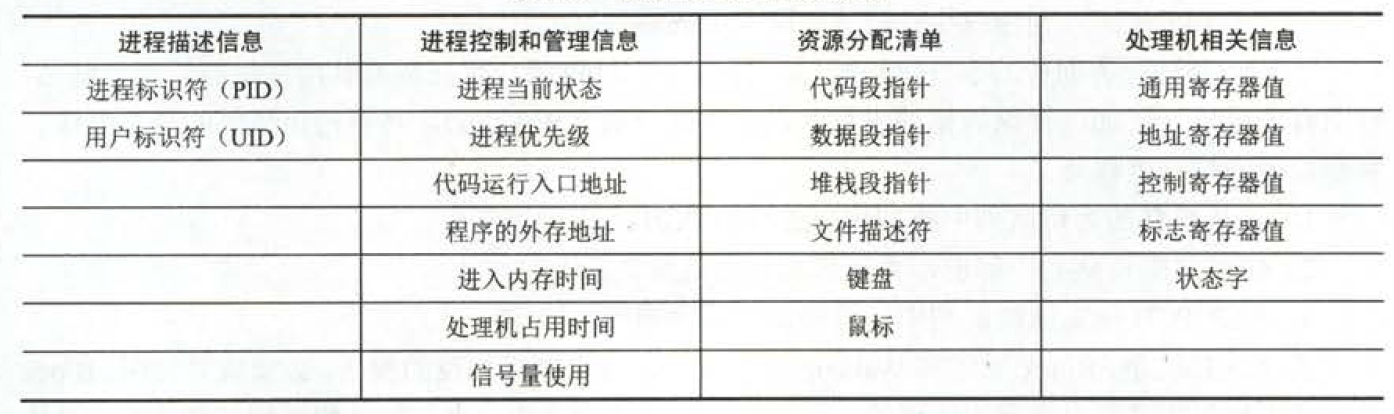 进程描述信息 进程控制和管理信息 资源分配清单 处理机相关信息
进程标识符（PID） 进程当前状态 代码段指针 通用寄存器值
用户标识符（UID） 进程优先级 数据段指针 地址寄存器值
代码运行入口地址 堆栈段指针 控制寄存器值
程序的外存地址 文件描述符 标志寄存器值
进入内存时间 键盘 状态字
处理机占用时间 鼠标
信号量使用